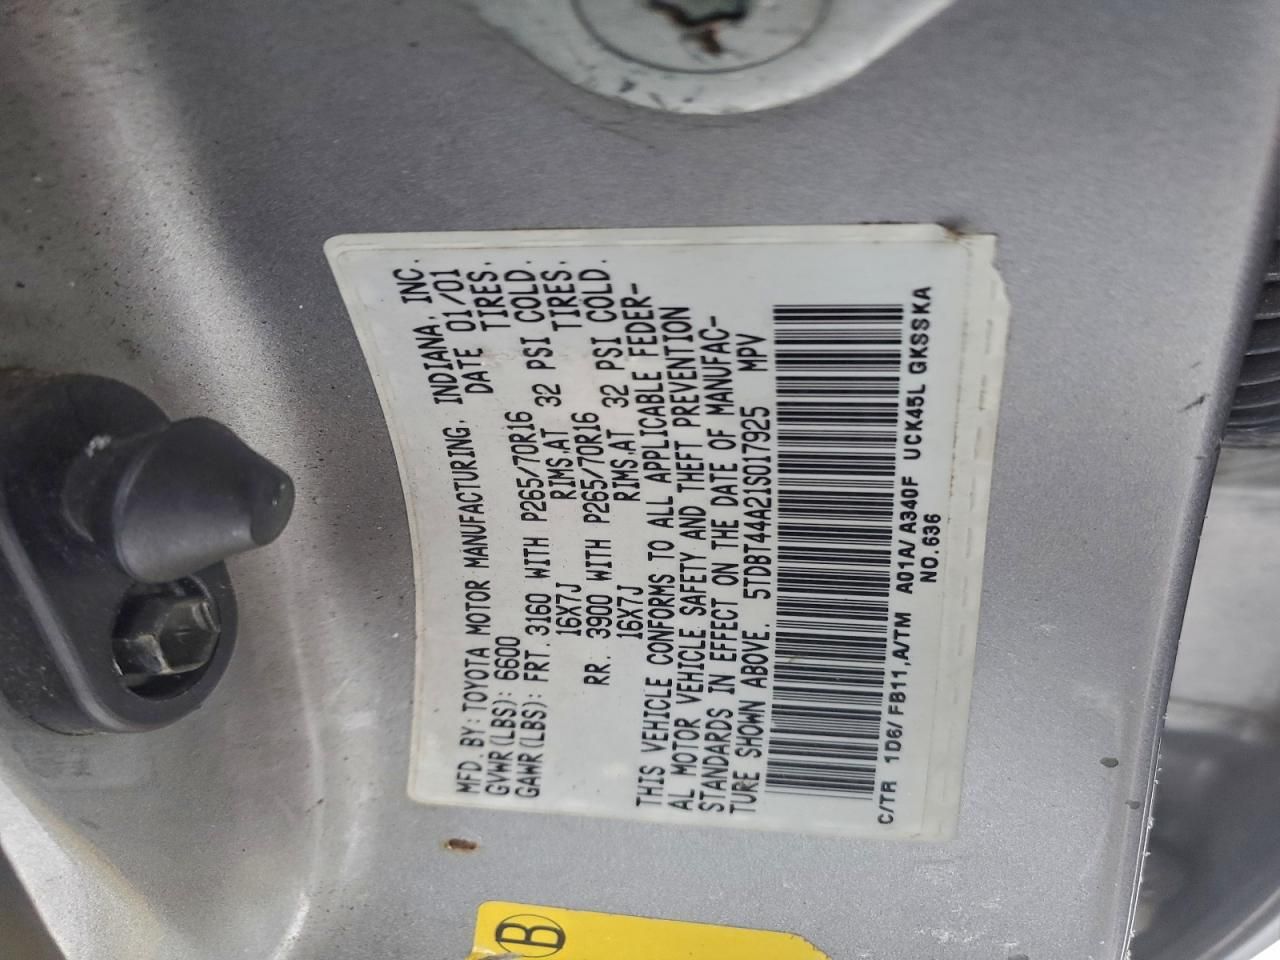 MFD. BY: TOYOTA MOTOR MANUFACTURING, INDIANA, INC.
GVWR(LBS): 6600 DATE 01/01
GAWR(LBS): FRT. 3160 WITH P265/70R16 TIRES,
16X7J RIMS,AT 32 PSI COLD.
RR. 3900 WITH P265/70R16 TIRES,
16X7J RIMS,AT 32 PSI COLD.
THIS VEHICLE CONFORMS TO ALL APPLICABLE FEDER-
AL MOTOR VEHICLE SAFETY AND THEFT PREVENTION
STANDARDS IN EFFECT ON THE DATE OF MANUFAC-
TURE SHOWN ABOVE. 5TDBT44A21S017925 MPV
C/TR 1D6/FB11,A/TM A01A/A340F UCK45L GKSSKA
NO.636
B